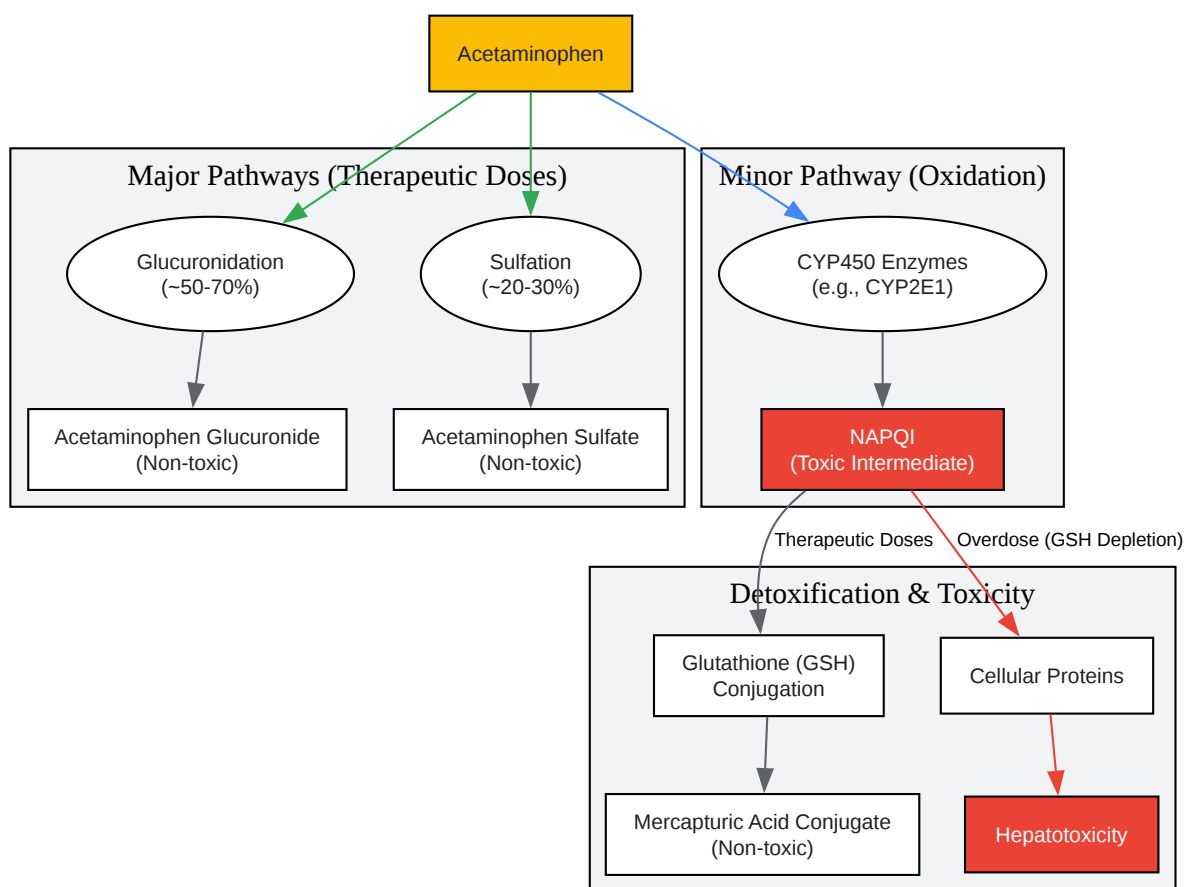 Acetaminophen
Major Pathways (Therapeutic Doses)
Minor Pathway (Oxidation)
Glucuronidation
(~50-70%)
Sulfation
(~20-30%)
CYP450 Enzymes
(e.g., CYP2E1)
Acetaminophen Glucuronide
(Non-toxic)
Acetaminophen Sulfate
(Non-toxic)
NAPQI
(Toxic Intermediate)
Therapeutic Doses
Overdose (GSH Depletion)
Detoxification & Toxicity
Glutathione (GSH)
Conjugation
Cellular Proteins
Mercapturic Acid Conjugate
(Non-toxic)
Hepatotoxicity